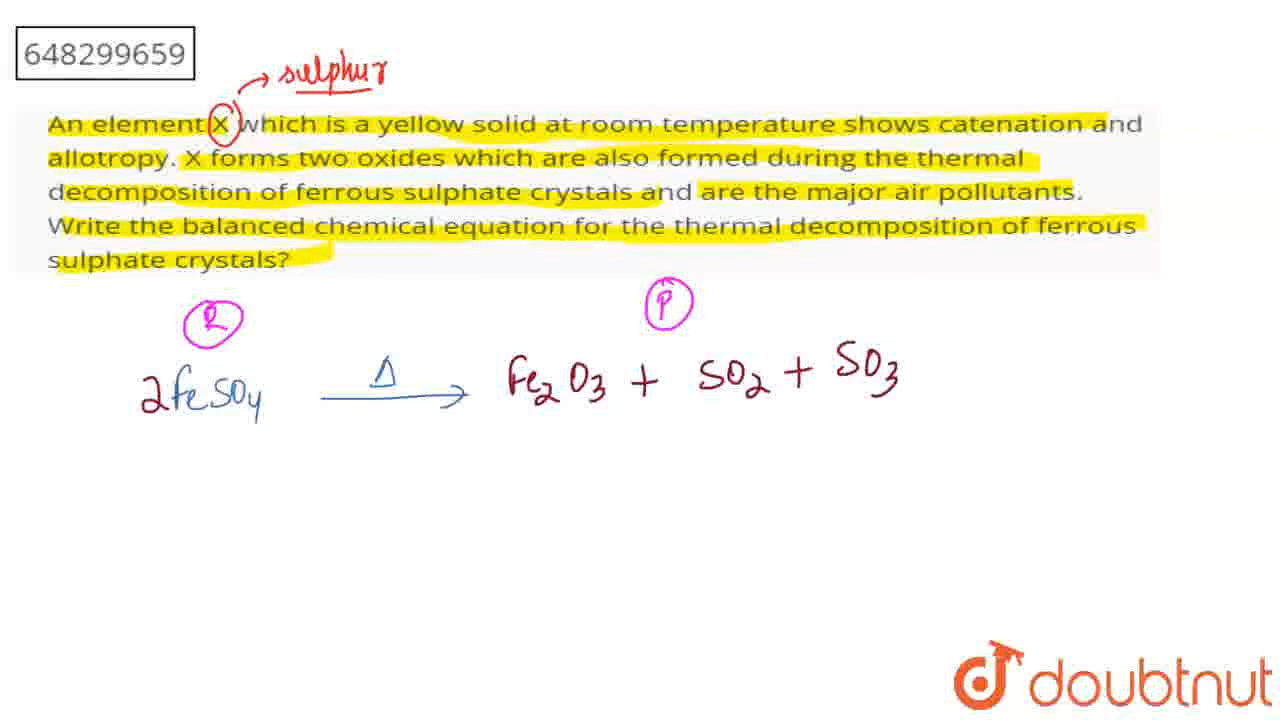 648299659
sulphur
An element X which is a yellow solid at room temperature shows catenation and
allotropy. X forms two oxides which are also formed during the thermal
decomposition of ferrous sulphate crystals and are the major air pollutants.
Write the balanced chemical equation for the thermal decomposition of ferrous
sulphate crystals?
R P
2FeSO4 Δ→ Fe2O3 + SO2 + SO3
doubtnut